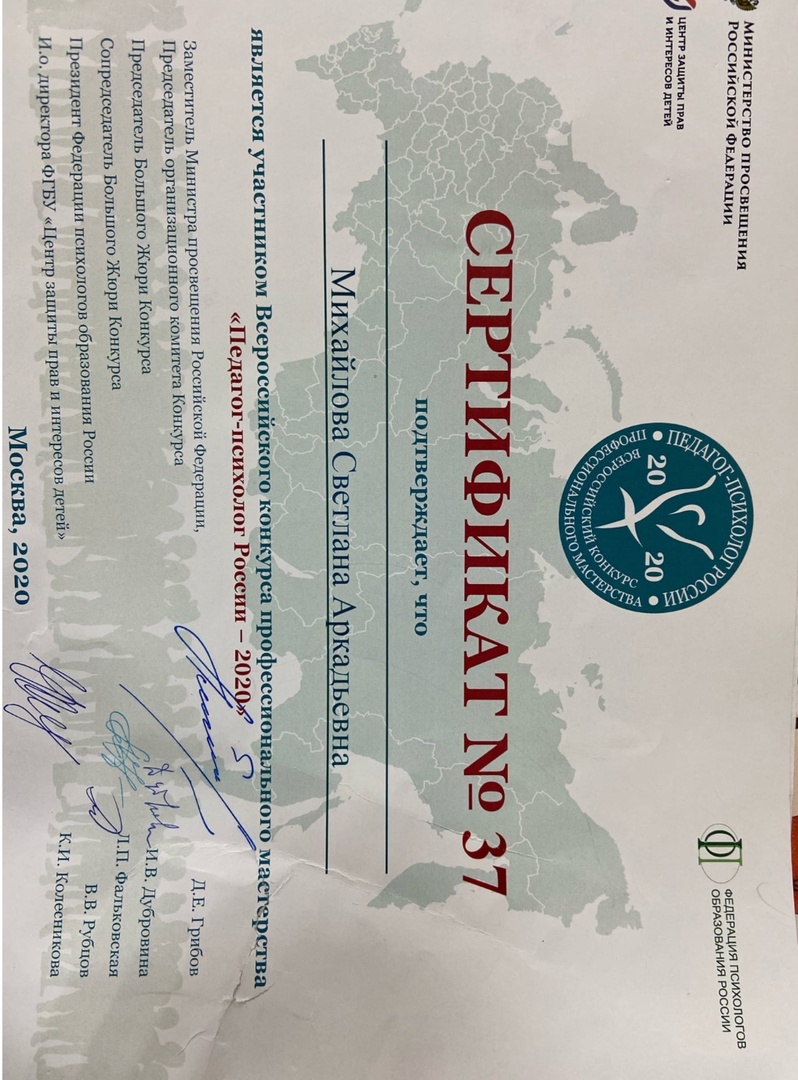 МИНИСТЕРСТВО ПРОСВЕЩЕНИЯ
РОССИЙСКОЙ ФЕДЕРАЦИИ
ЦЕНТР ЗАЩИТЫ ПРАВ
И ИНТЕРЕСОВ ДЕТЕЙ
ПЕДАГОГ-ПСИХОЛОГ РОССИИ
ВСЕРОССИЙСКИЙ КОНКУРС
ПРОФЕССИОНАЛЬНОГО МАСТЕРСТВА
20 20
ФЕДЕРАЦИЯ ПСИХОЛОГОВ
ОБРАЗОВАНИЯ РОССИИ
СЕРТИФИКАТ № 37
подтверждает, что
Михайлова Светлана Аркадьевна
является участником Всероссийского конкурса профессионального мастерства
«Педагог-психолог России – 2020»
Заместитель Министра просвещения Российской Федерации,
Председатель организационного комитета Конкурса Д.Е. Грибов
Председатель Большого Жюри Конкурса И.В. Дубровина
Сопредседатель Большого Жюри Конкурса Л.П. Фальковская
Президент Федерации психологов образования России В.В. Рубцов
И.о. директора ФГБУ «Центр защиты прав и интересов детей» К.И. Колесникова
Москва, 2020